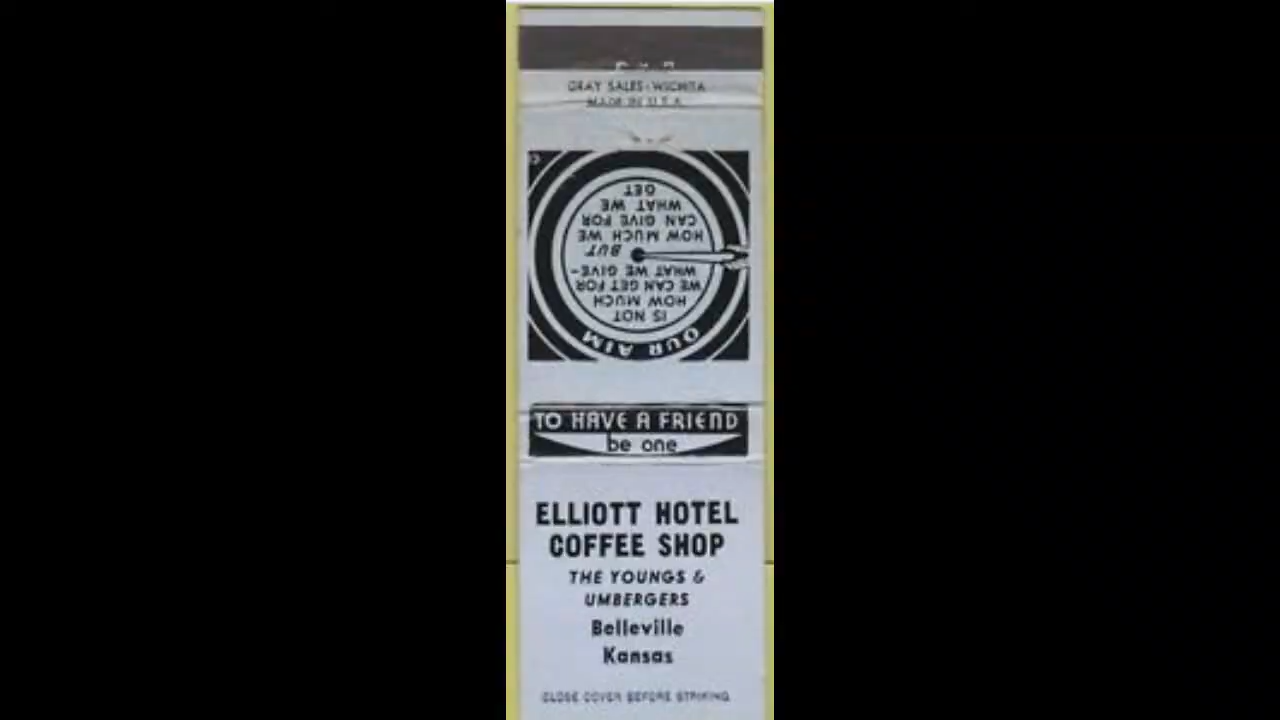 GRAY SALES - WICHITA
MADE IN U.S.A.
OUR AIM
IS NOT
HOW MUCH
WE CAN GET FOR
WHAT WE GIVE-
BUT
HOW MUCH WE
CAN GIVE FOR
WHAT WE
GET
TO HAVE A FRIEND
be one
ELLIOTT HOTEL
COFFEE SHOP
THE YOUNGS &
UMBERGERS
Belleville
Kansas
CLOSE COVER BEFORE STRIKING